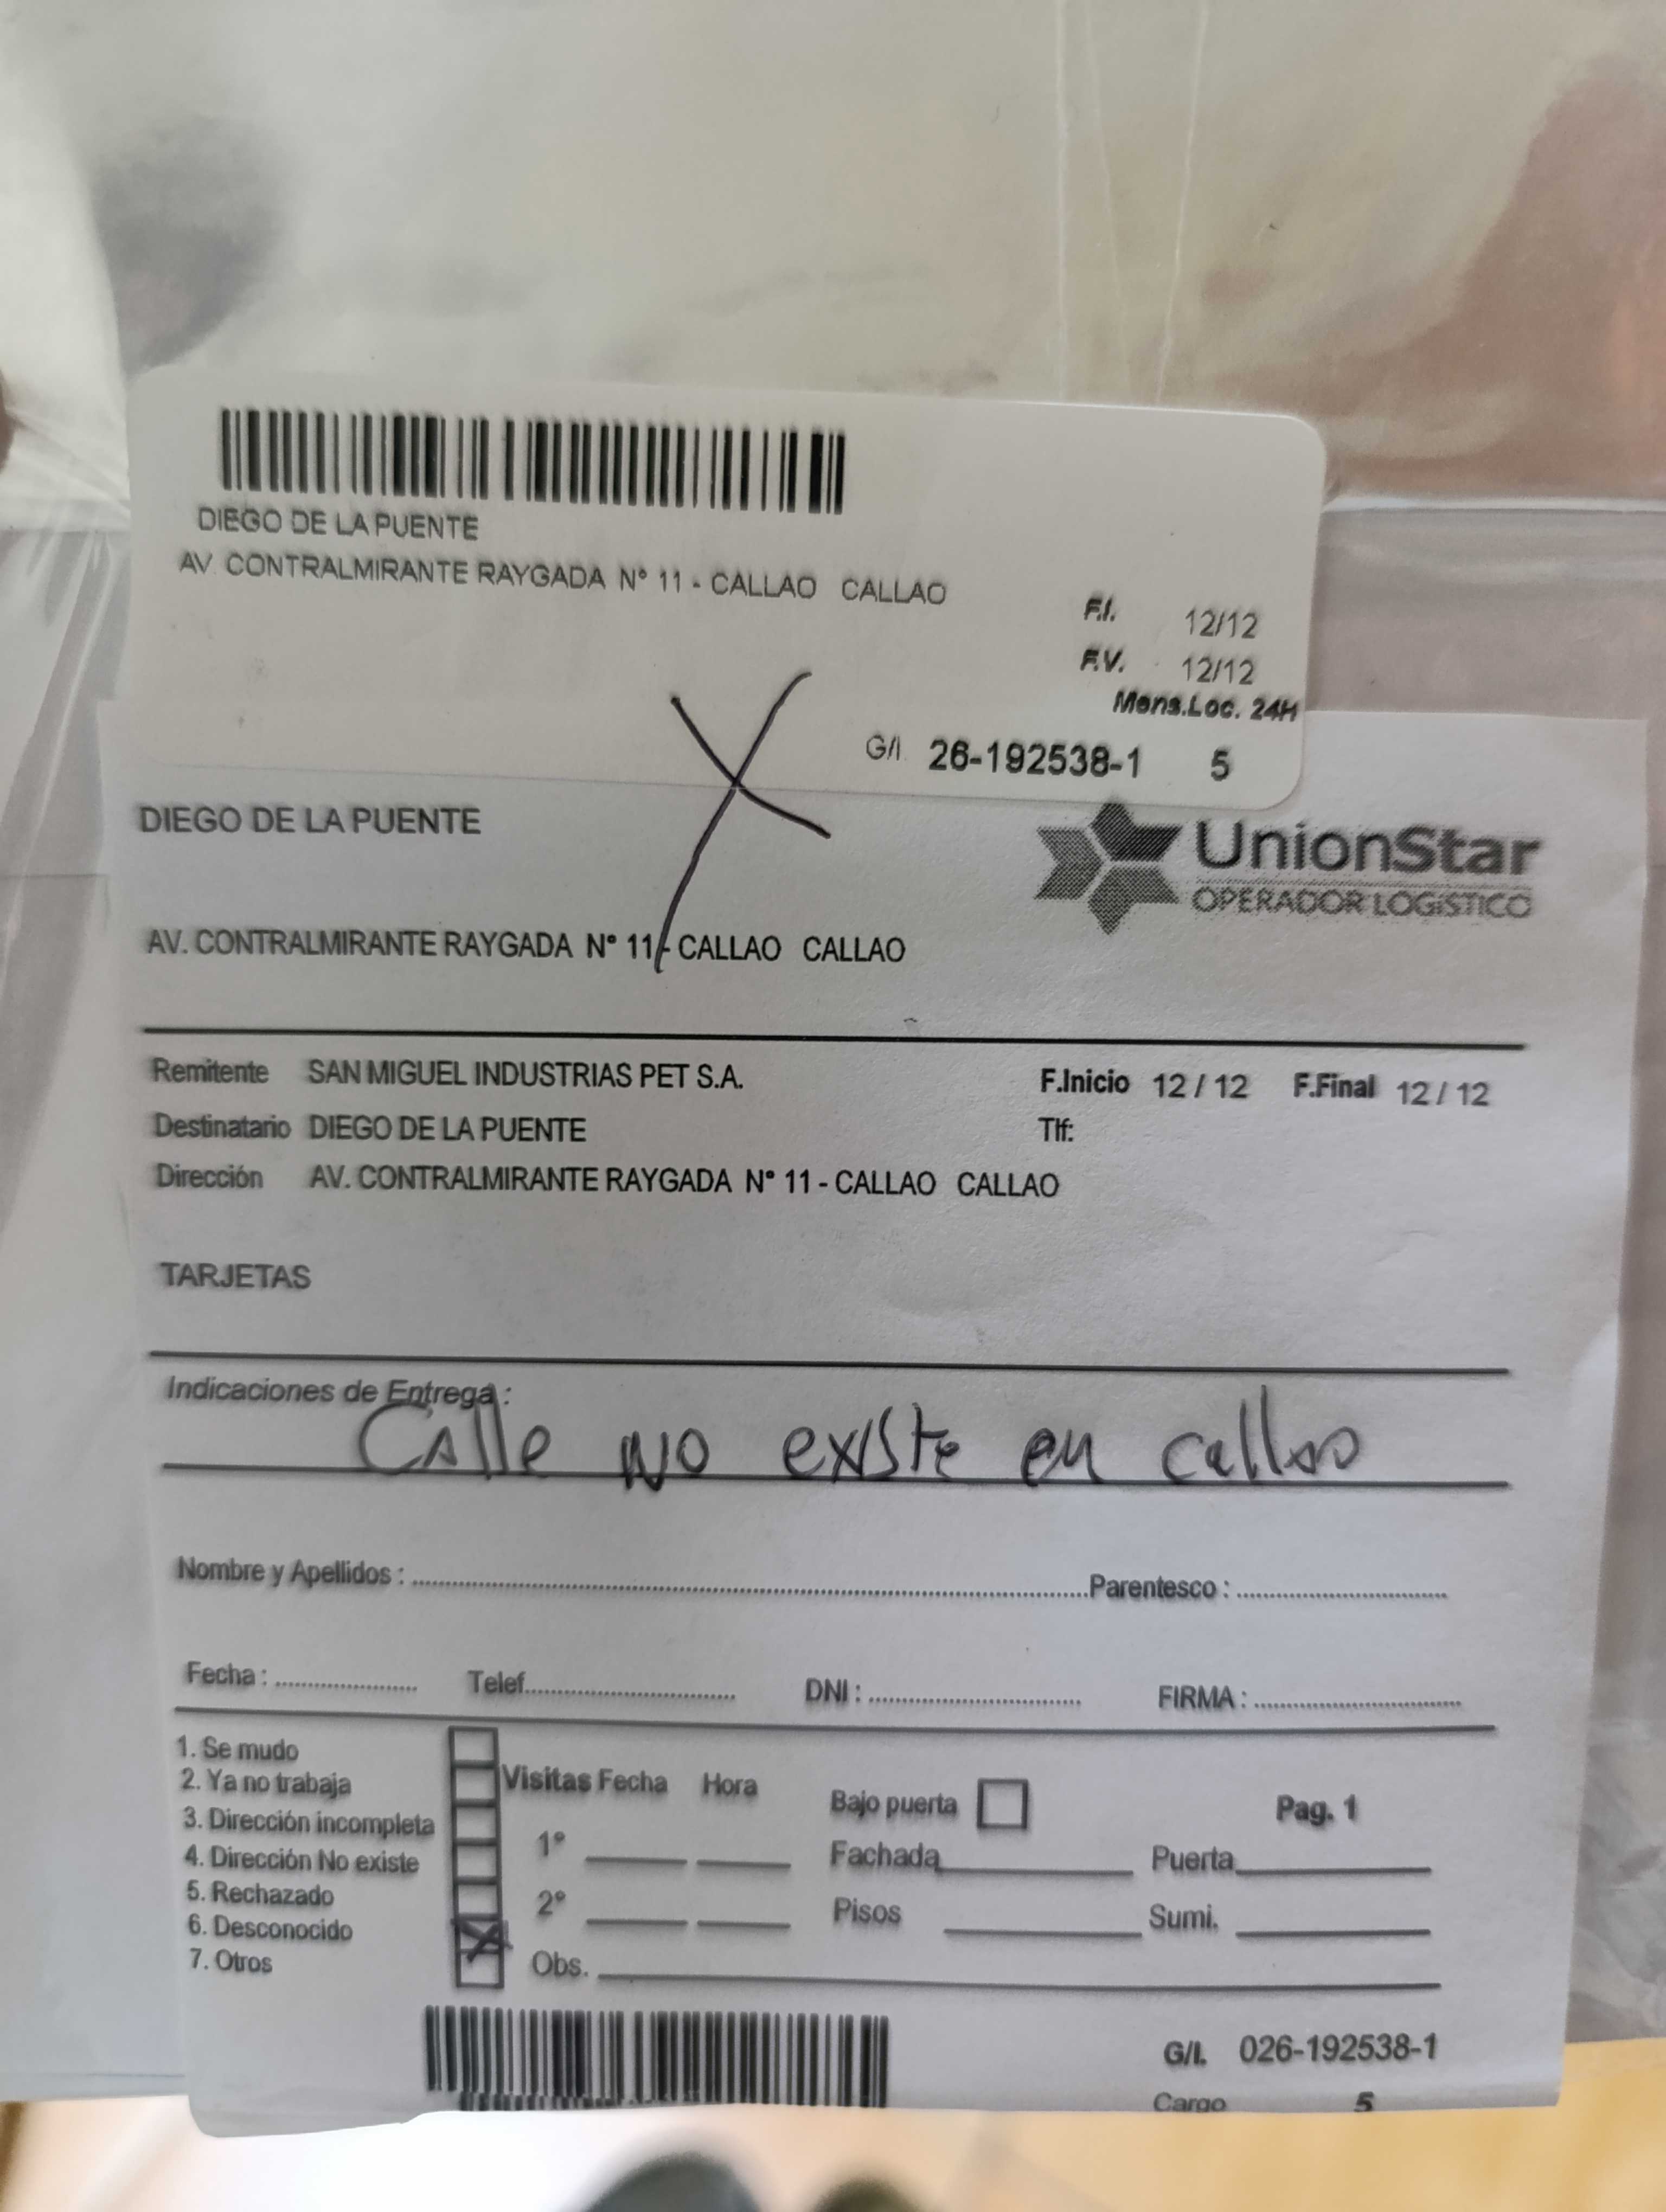 DIEGO DE LA PUENTE
AV. CONTRALMIRANTE RAYGADA N° 11 - CALLAO CALLAO
F.I. 12/12
F.V. 12/12
Mens.Loc. 24H
G/I 26-192538-1 5
DIEGO DE LA PUENTE
UnionStar
OPERADOR LOGíSTICO
AV. CONTRALMIRANTE RAYGADA N° 11 - CALLAO CALLAO
Remitente SAN MIGUEL INDUSTRIAS PET S.A. F.Inicio 12 / 12 F.Final 12 / 12
Destinatario DIEGO DE LA PUENTE Tlf:
Dirección AV. CONTRALMIRANTE RAYGADA N° 11 - CALLAO CALLAO
TARJETAS
Indicaciones de Entrega :
Calle no existe en callao
Nombre y Apellidos : Parentesco :
Fecha : Telef. DNI : FIRMA :
1. Se mudo
2. Ya no trabaja
3. Dirección incompleta
4. Dirección No existe
5. Rechazado
6. Desconocido
7. Otros
Visitas Fecha Hora
1°
2°
Obs.
Bajo puerta
Fachada Puerta
Pisos Sumi.
Pag. 1
G/I. 026-192538-1
Cargo 5